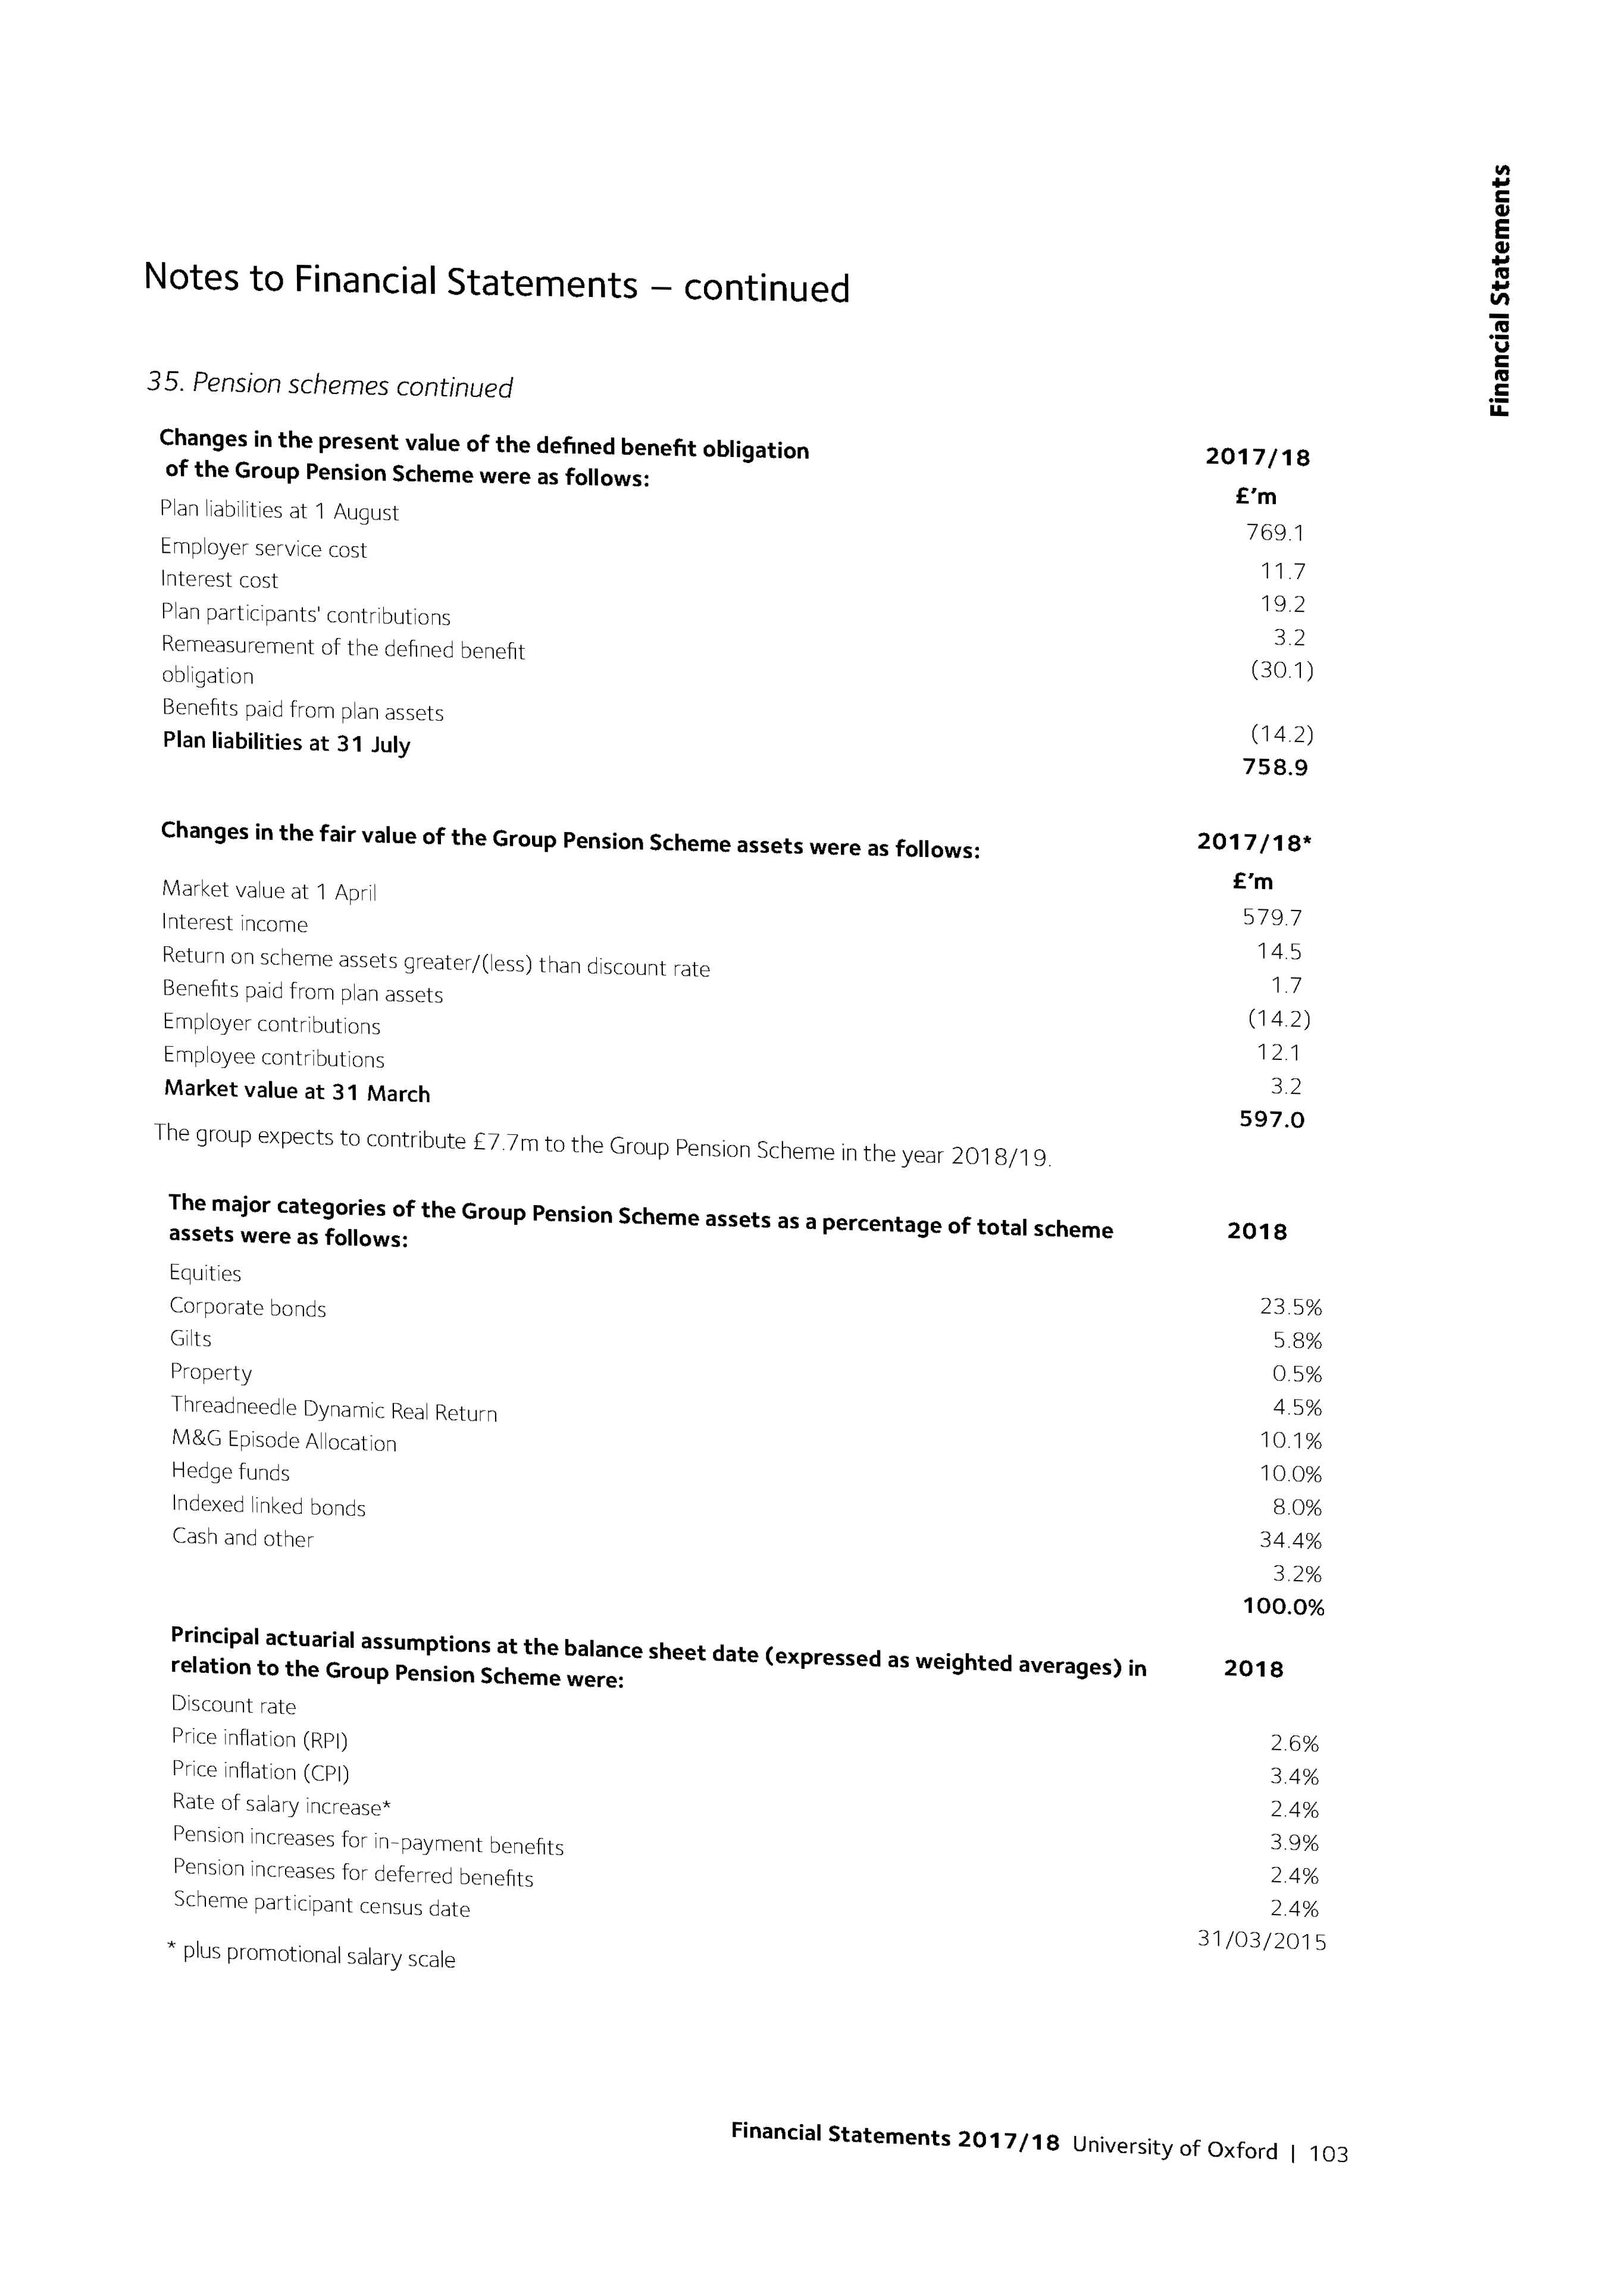 Financial Statements
Notes to Financial Statements – continued
35. Pension schemes continued
Changes in the present value of the defined benefit obligation
of the Group Pension Scheme were as follows: 2017/18
£'m
Plan liabilities at 1 August 769.1
Employer service cost 11.7
Interest cost 19.2
Plan participants' contributions 3.2
Remeasurement of the defined benefit
obligation (30.1)
Benefits paid from plan assets (14.2)
Plan liabilities at 31 July 758.9
Changes in the fair value of the Group Pension Scheme assets were as follows: 2017/18*
£'m
Market value at 1 April 579.7
Interest income 14.5
Return on scheme assets greater/(less) than discount rate 1.7
Benefits paid from plan assets (14.2)
Employer contributions 12.1
Employee contributions 3.2
Market value at 31 March 597.0
The group expects to contribute £7.7m to the Group Pension Scheme in the year 2018/19.
The major categories of the Group Pension Scheme assets as a percentage of total scheme 2018
assets were as follows:
Equities 23.5%
Corporate bonds 5.8%
Gilts 0.5%
Property 4.5%
Threadneedle Dynamic Real Return 10.1%
M&G Episode Allocation 10.0%
Hedge funds 8.0%
Indexed linked bonds 34.4%
Cash and other 3.2%
100.0%
Principal actuarial assumptions at the balance sheet date (expressed as weighted averages) in 2018
relation to the Group Pension Scheme were:
Discount rate 2.6%
Price inflation (RPI) 3.4%
Price inflation (CPI) 2.4%
Rate of salary increase* 3.9%
Pension increases for in-payment benefits 2.4%
Pension increases for deferred benefits 2.4%
Scheme participant census date 31/03/2015
* plus promotional salary scale
Financial Statements 2017/18 University of Oxford | 103